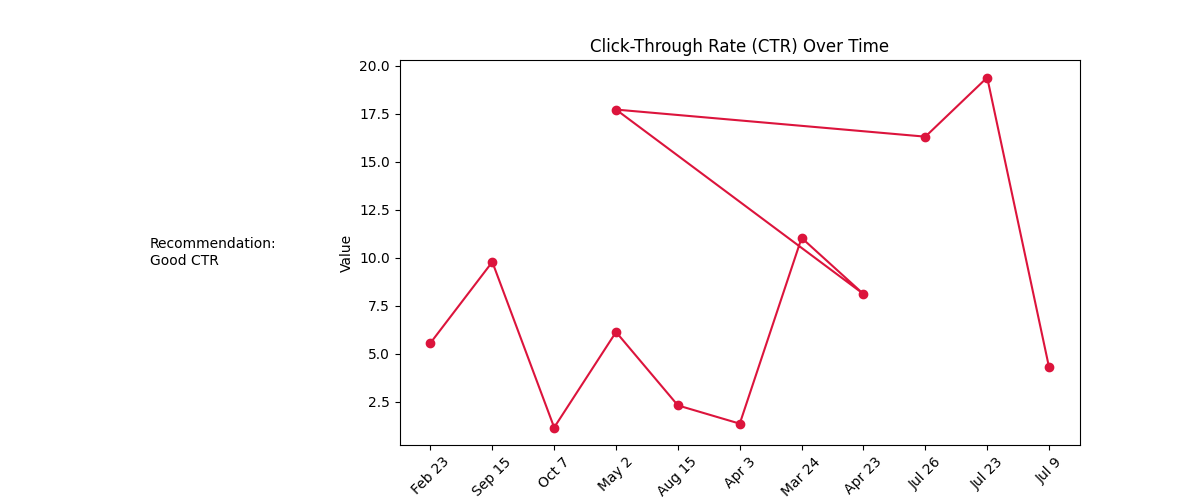 Click-Through Rate (CTR) Over Time
Recommendation:
Good CTR
Value
20.0
17.5
15.0
12.5
10.0
7.5
5.0
2.5
Feb 23
Sep 15
Oct 7
May 2
Aug 15
Apr 3
Mar 24
Apr 23
Jul 26
Jul 23
Jul 9